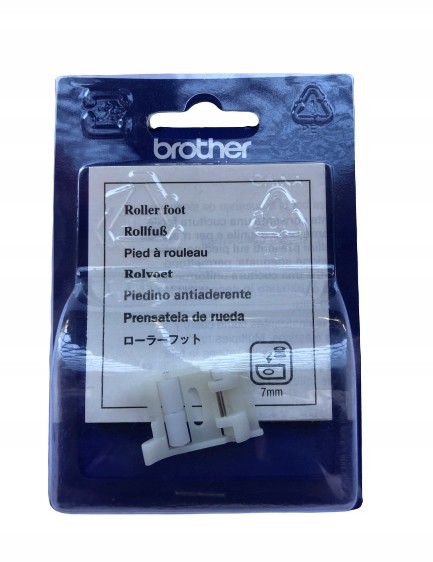 brother
Roller foot
Rollfuß
Pied à rouleau
Rolvoet
Piedino antiaderente
Prensatela de rueda
ローラーフット
7mm